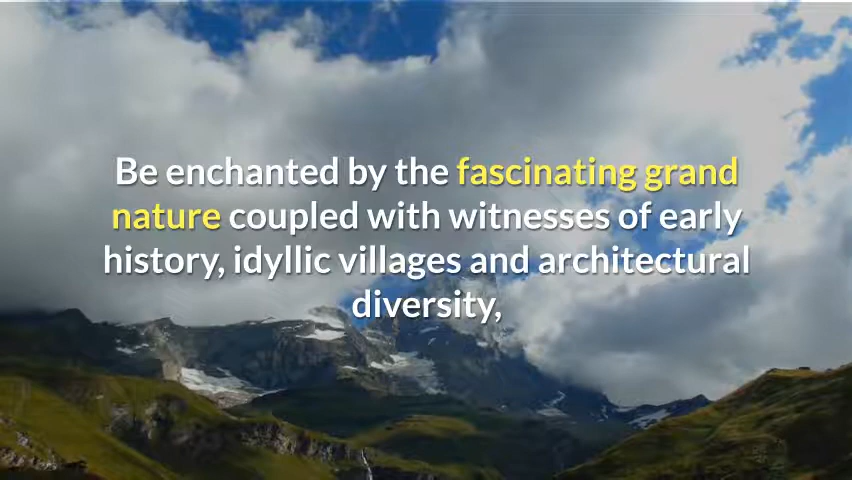 Be enchanted by the fascinating grand
nature coupled with witnesses of early
history, idyllic villages and architectural
diversity,